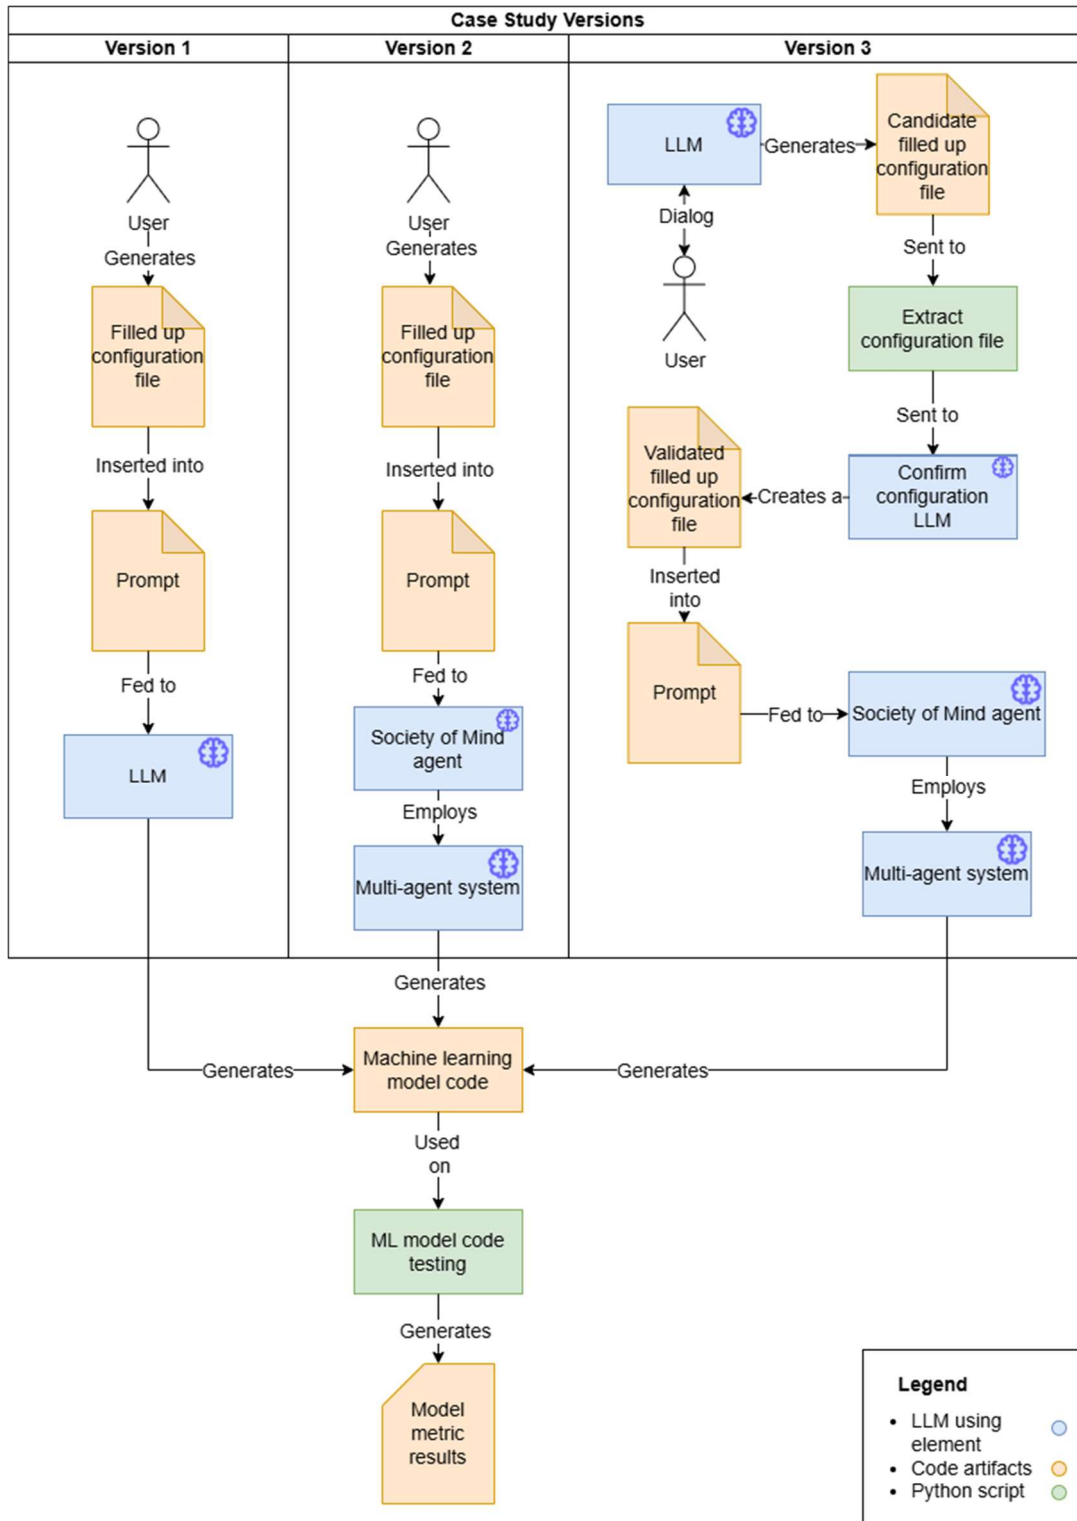 Case Study Versions
Version 1
Version 2
Version 3
User
Generates
Filled up
configuration
file
Inserted into
Prompt
Fed to
LLM
User
Generates
Filled up
configuration
file
Inserted into
Prompt
Fed to
Society of Mind
agent
Employs
Multi-agent system
LLM
Generates
Candidate
filled up
configuration
file
Dialog
User
Sent to
Extract
configuration file
Sent to
Confirm
configuration
LLM
Creates a
Validated
filled up
configuration
file
Inserted
into
Prompt
Fed to
Society of Mind agent
Employs
Multi-agent system
Generates
Generates
Machine learning
model code
Generates
Used
on
ML model code
testing
Generates
Model
metric
results
Legend
• LLM using
element
• Code artifacts
• Python script